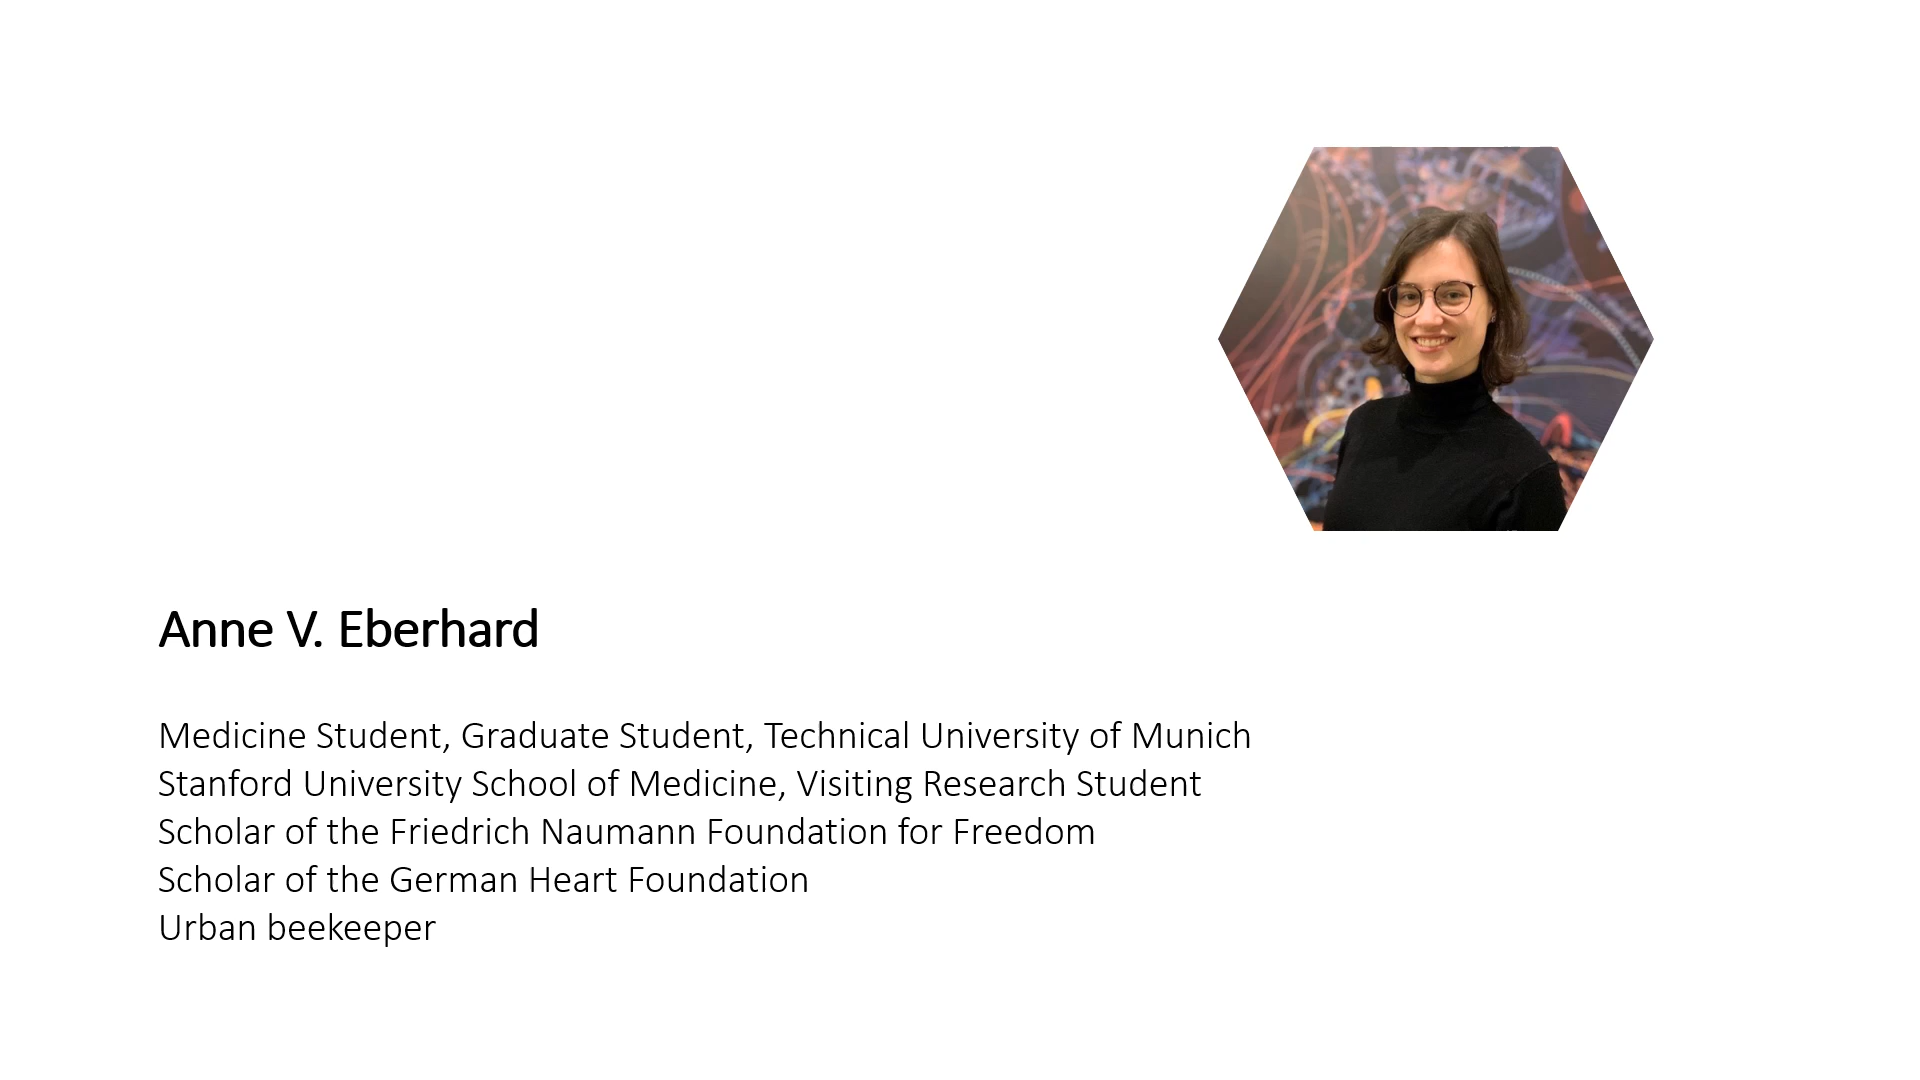 Anne V. Eberhard
Medicine Student, Graduate Student, Technical University of Munich
Stanford University School of Medicine, Visiting Research Student
Scholar of the Friedrich Naumann Foundation for Freedom
Scholar of the German Heart Foundation
Urban beekeeper